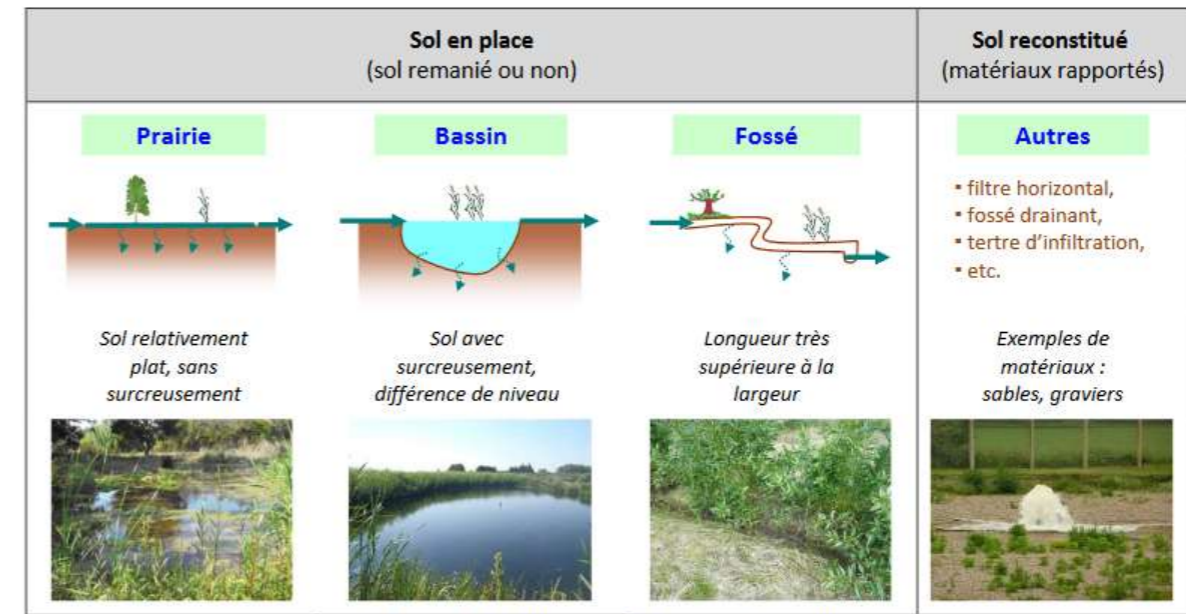 Sol en place
(sol remanié ou non)
Sol reconstitué
(matériaux rapportés)
Prairie
Bassin
Fossé
Autres
▪ filtre horizontal,
▪ fossé drainant,
▪ tertre d’infiltration,
▪ etc.
Sol relativement
plat, sans
surcreusement
Sol avec
surcreusement,
différence de niveau
Longueur très
supérieure à la
largeur
Exemples de
matériaux :
sables, graviers